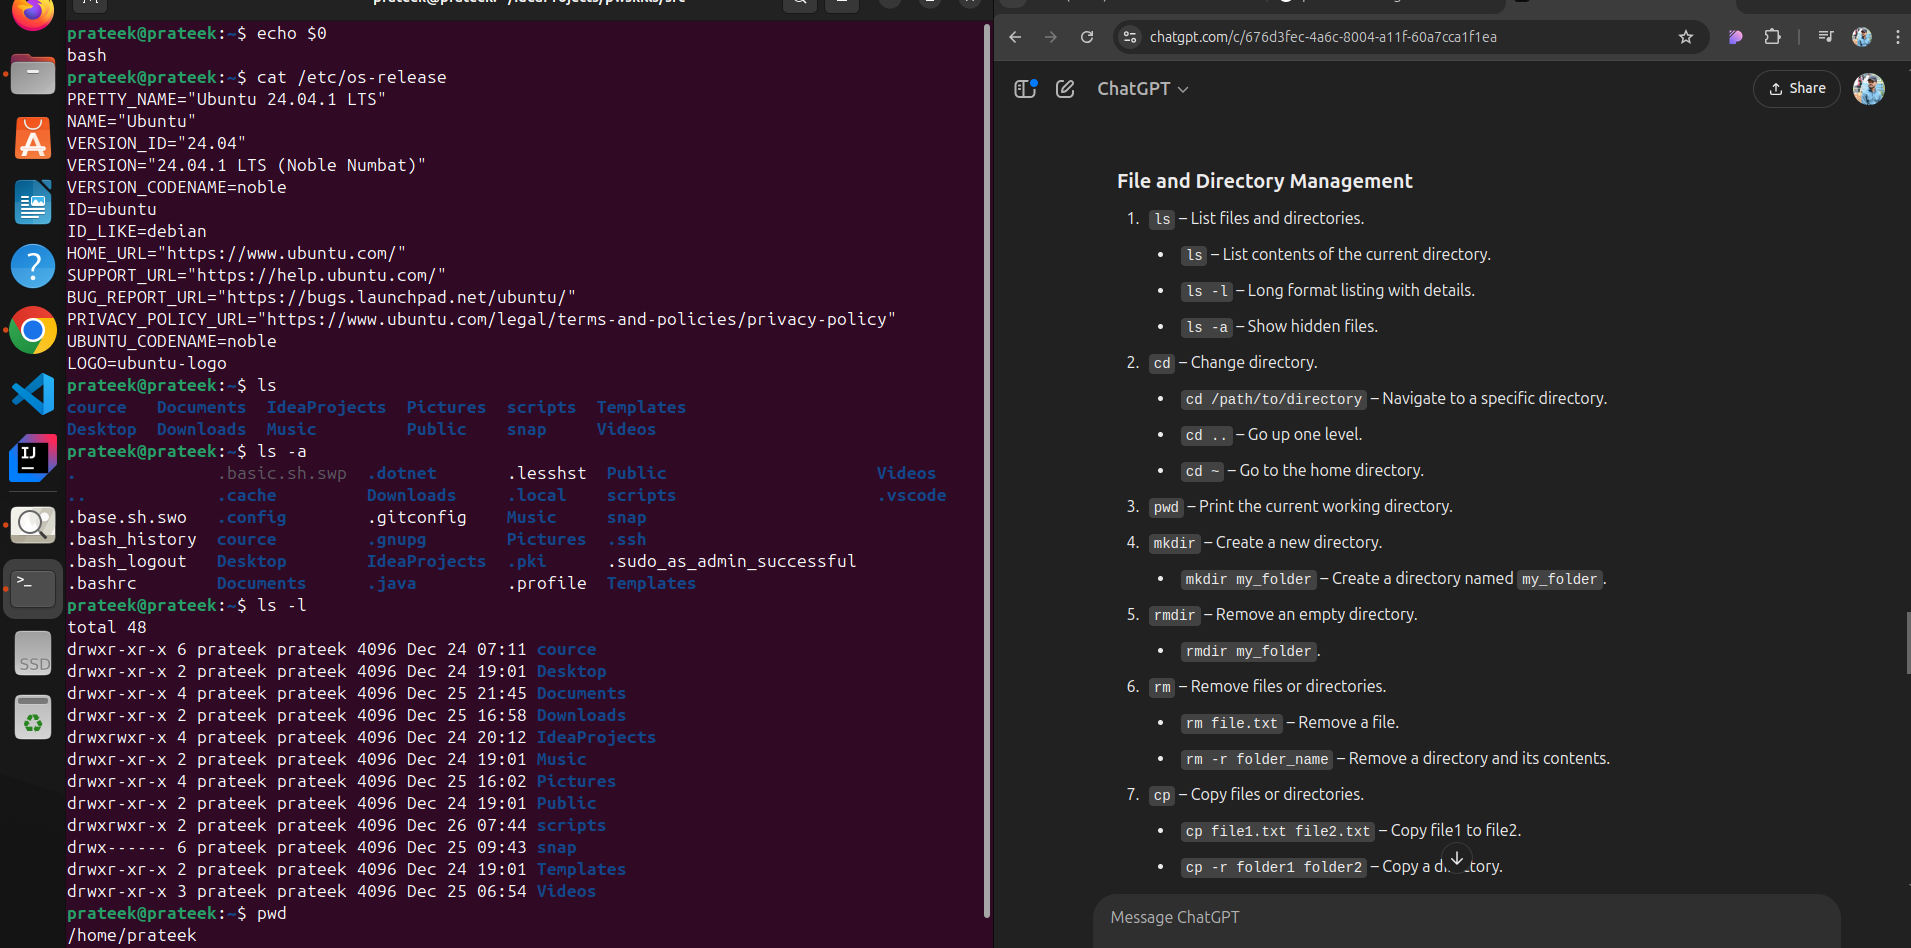 prateek@prateek:~$ echo $0
bash
prateek@prateek:~$ cat /etc/os-release
PRETTY_NAME="Ubuntu 24.04.1 LTS"
NAME="Ubuntu"
VERSION_ID="24.04"
VERSION="24.04.1 LTS (Noble Numbat)"
VERSION_CODENAME=noble
ID=ubuntu
ID_LIKE=debian
HOME_URL="https://www.ubuntu.com/"
SUPPORT_URL="https://help.ubuntu.com/"
BUG_REPORT_URL="https://bugs.launchpad.net/ubuntu/"
PRIVACY_POLICY_URL="https://www.ubuntu.com/legal/terms-and-policies/privacy-policy"
UBUNTU_CODENAME=noble
LOGO=ubuntu-logo
prateek@prateek:~$ ls
cource Documents IdeaProjects Pictures scripts Templates
Desktop Downloads Music Public snap Videos
prateek@prateek:~$ ls -a
. .basic.sh.swp .dotnet .lesshst Public Videos
.. .cache Downloads .local scripts .vscode
.base.sh.swo .config .gitconfig Music snap
.bash_history cource .gnupg Pictures .ssh
.bash_logout Desktop IdeaProjects .pki .sudo_as_admin_successful
.bashrc Documents .java .profile Templates
prateek@prateek:~$ ls -l
total 48
drwxr-xr-x 6 prateek prateek 4096 Dec 24 07:11 cource
drwxr-xr-x 2 prateek prateek 4096 Dec 24 19:01 Desktop
drwxr-xr-x 4 prateek prateek 4096 Dec 25 21:45 Documents
drwxr-xr-x 2 prateek prateek 4096 Dec 25 16:58 Downloads
drwxrwxr-x 4 prateek prateek 4096 Dec 24 20:12 IdeaProjects
drwxr-xr-x 2 prateek prateek 4096 Dec 24 19:01 Music
drwxr-xr-x 4 prateek prateek 4096 Dec 25 16:02 Pictures
drwxr-xr-x 2 prateek prateek 4096 Dec 24 19:01 Public
drwxrwxr-x 2 prateek prateek 4096 Dec 26 07:44 scripts
drwx------ 6 prateek prateek 4096 Dec 25 09:43 snap
drwxr-xr-x 2 prateek prateek 4096 Dec 24 19:01 Templates
drwxr-xr-x 3 prateek prateek 4096 Dec 25 06:54 Videos
prateek@prateek:~$ pwd
/home/prateek
IJ
SSD
chatgpt.com/c/676d3fec-4a6c-8004-a11f-60a7cca1f1ea
ChatGPT
Share
File and Directory Management
1. ls – List files and directories.
• ls – List contents of the current directory.
• ls -l – Long format listing with details.
• ls -a – Show hidden files.
2. cd – Change directory.
• cd /path/to/directory – Navigate to a specific directory.
• cd .. – Go up one level.
• cd ~ – Go to the home directory.
3. pwd – Print the current working directory.
4. mkdir – Create a new directory.
• mkdir my_folder – Create a directory named my_folder.
5. rmdir – Remove an empty directory.
• rmdir my_folder.
6. rm – Remove files or directories.
• rm file.txt – Remove a file.
• rm -r folder_name – Remove a directory and its contents.
7. cp – Copy files or directories.
• cp file1.txt file2.txt – Copy file1 to file2.
• cp -r folder1 folder2 – Copy a
Message ChatGPT